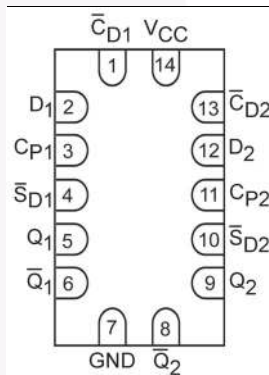 C̅D1 VCC
1 14
D1 2 13 C̅D2
CP1 3 12 D2
S̅D1 4 11 CP2
Q1 5 10 S̅D2
Q̅1 6 9 Q2
7 8
GND Q̅2